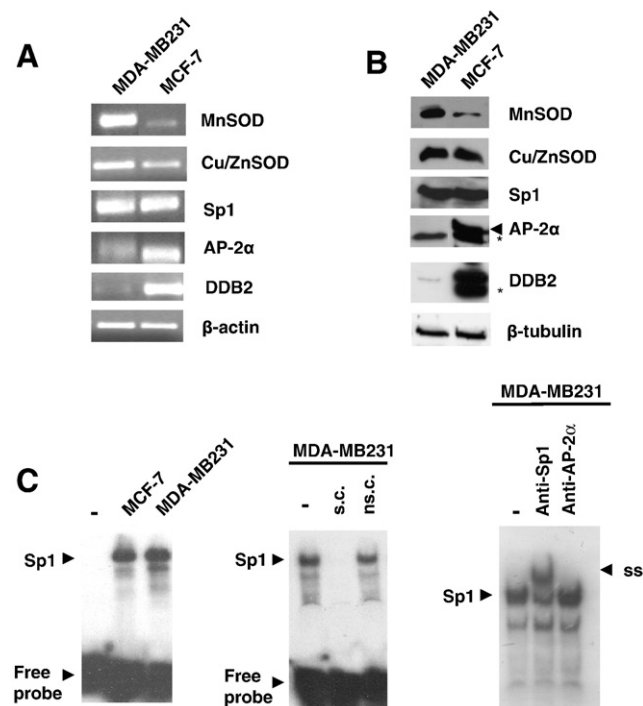 A
MDA-MB231
MCF-7
MnSOD
Cu/ZnSOD
Sp1
AP-2α
DDB2
β-actin
B
MDA-MB231
MCF-7
MnSOD
Cu/ZnSOD
Sp1
AP-2α
*
DDB2
*
β-tubulin
C
-
MCF-7
MDA-MB231
Sp1
Free
probe
MDA-MB231
-
s.c.
ns.c.
Sp1
Free
probe
MDA-MB231
-
Anti-Sp1
Anti-AP-2α
ss
Sp1